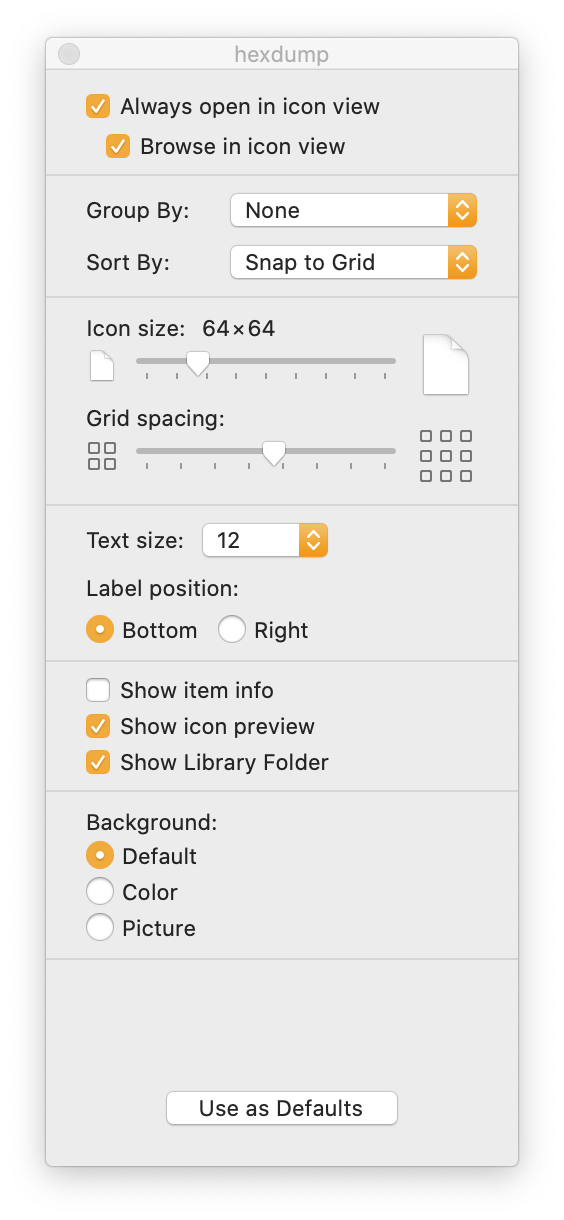 hexdump
Always open in icon view
Browse in icon view
Group By: None
Sort By: Snap to Grid
Icon size: 64×64
Grid spacing:
Text size: 12
Label position:
Bottom Right
Show item info
Show icon preview
Show Library Folder
Background:
Default
Color
Picture
Use as Defaults